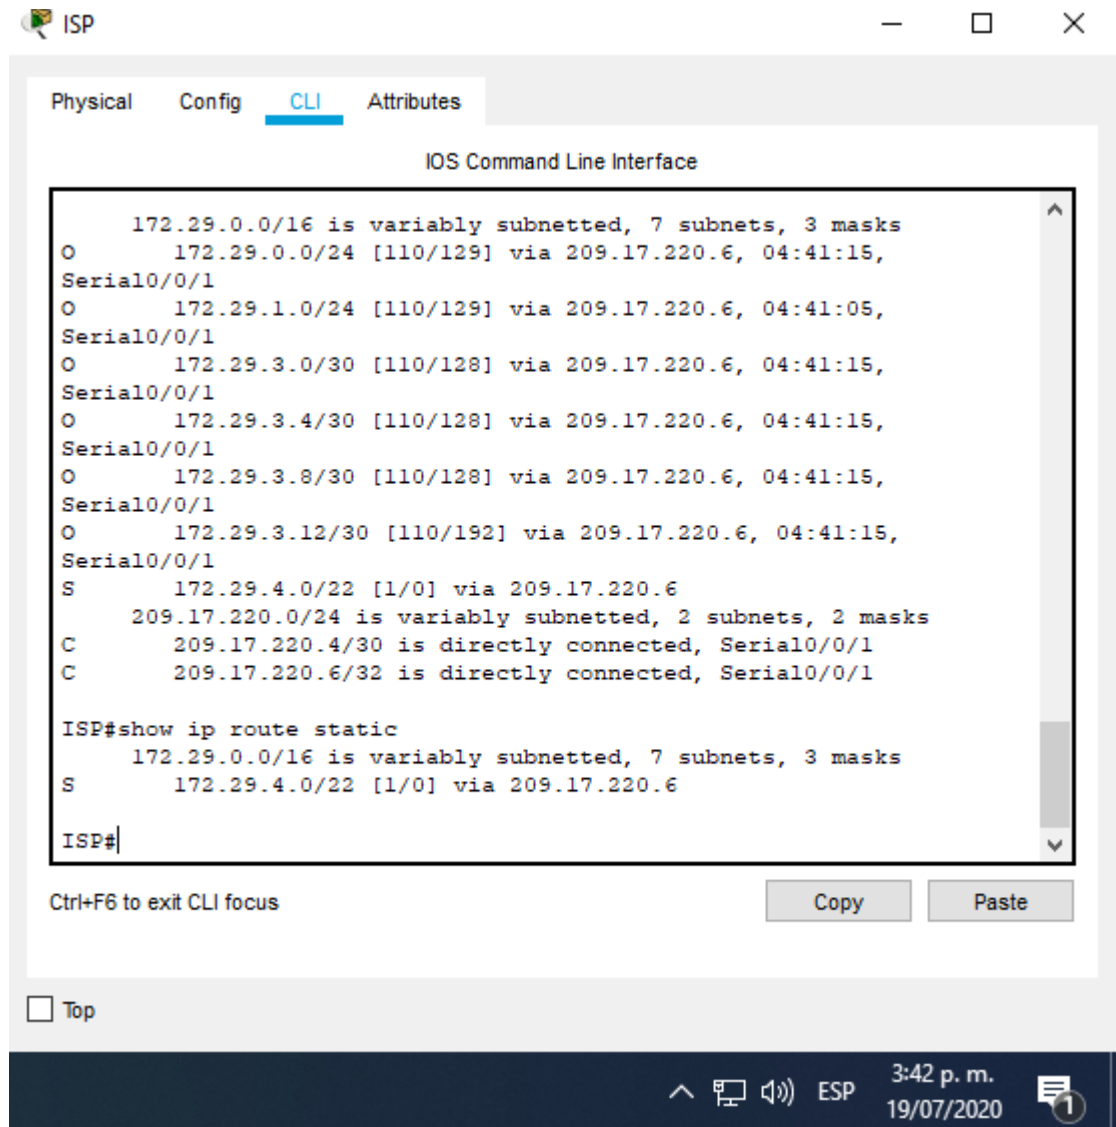 ISP
Physical Config CLI Attributes
IOS Command Line Interface
172.29.0.0/16 is variably subnetted, 7 subnets, 3 masks
O 172.29.0.0/24 [110/129] via 209.17.220.6, 04:41:15,
Serial0/0/1
O 172.29.1.0/24 [110/129] via 209.17.220.6, 04:41:05,
Serial0/0/1
O 172.29.3.0/30 [110/128] via 209.17.220.6, 04:41:15,
Serial0/0/1
O 172.29.3.4/30 [110/128] via 209.17.220.6, 04:41:15,
Serial0/0/1
O 172.29.3.8/30 [110/128] via 209.17.220.6, 04:41:15,
Serial0/0/1
O 172.29.3.12/30 [110/192] via 209.17.220.6, 04:41:15,
Serial0/0/1
S 172.29.4.0/22 [1/0] via 209.17.220.6
209.17.220.0/24 is variably subnetted, 2 subnets, 2 masks
C 209.17.220.4/30 is directly connected, Serial0/0/1
C 209.17.220.6/32 is directly connected, Serial0/0/1
ISP#show ip route static
172.29.0.0/16 is variably subnetted, 7 subnets, 3 masks
S 172.29.4.0/22 [1/0] via 209.17.220.6
ISP#
Ctrl+F6 to exit CLI focus Copy Paste
Top
ESP 3:42 p. m.
19/07/2020 1